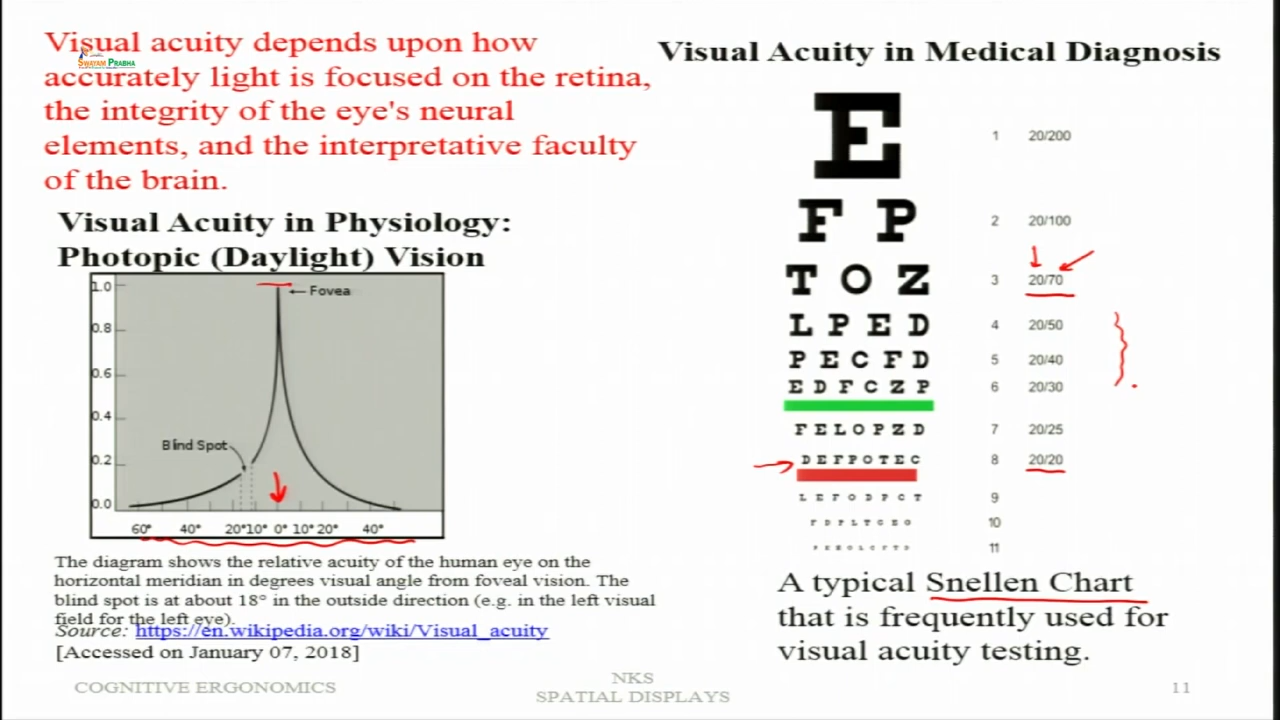 Visual acuity depends upon how
accurately light is focused on the retina,
the integrity of the eye's neural
elements, and the interpretative faculty
of the brain.
SWAYAM PRABHA
Visual Acuity in Physiology:
Photopic (Daylight) Vision
1.0
0.8
0.6
0.4
0.2
0.0
Fovea
Blind Spot
60° 40° 20° 10° 0° 10° 20° 40°
The diagram shows the relative acuity of the human eye on the
horizontal meridian in degrees visual angle from foveal vision. The
blind spot is at about 18° in the outside direction (e.g. in the left visual
field for the left eye).
Source: https://en.wikipedia.org/wiki/Visual_acuity
[Accessed on January 07, 2018]
Visual Acuity in Medical Diagnosis
E 1 20/200
F P 2 20/100
T O Z 3 20/70
L P E D 4 20/50
P E C F D 5 20/40
E D F C Z P 6 20/30
F E L O P Z D 7 20/25
D E F P O T E C 8 20/20
L E F O D P C T 9
F D P L T C E O 10
11
A typical Snellen Chart
that is frequently used for
visual acuity testing.
COGNITIVE ERGONOMICS
NKS
SPATIAL DISPLAYS
11